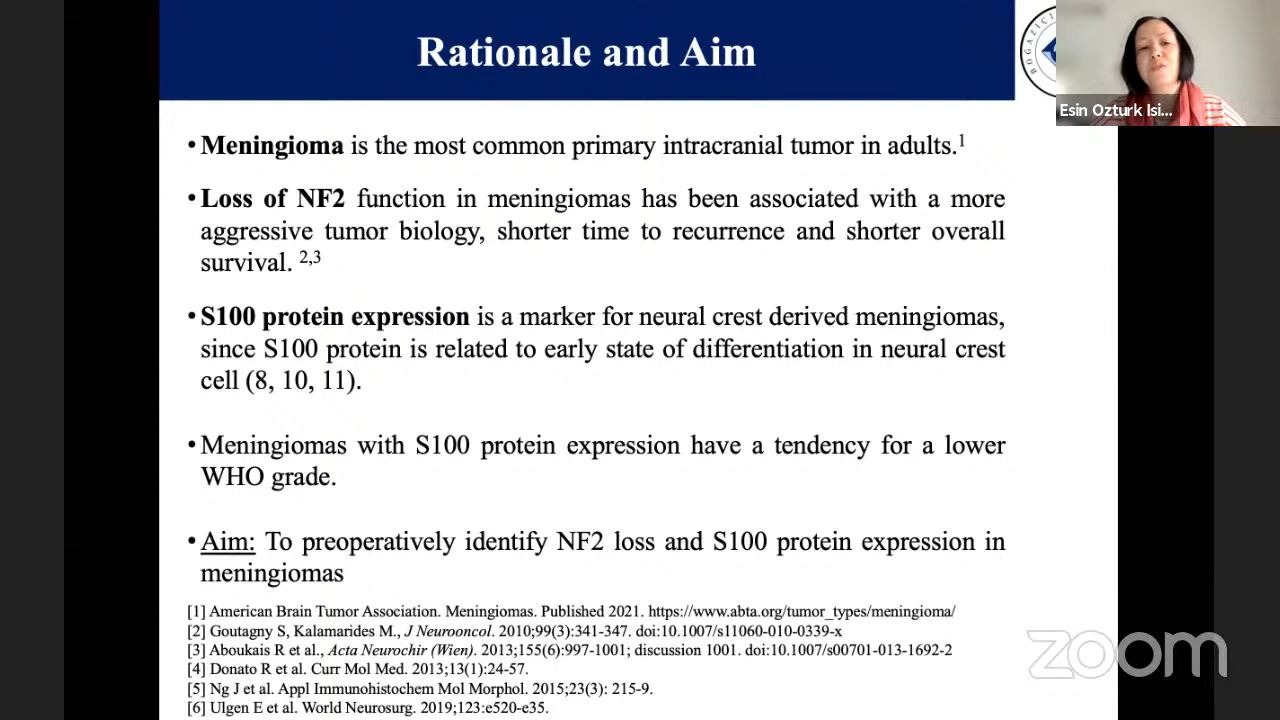 Rationale and Aim
BOĞAZİÇİ
Esin Ozturk Isi...
• Meningioma is the most common primary intracranial tumor in adults.1
• Loss of NF2 function in meningiomas has been associated with a more
aggressive tumor biology, shorter time to recurrence and shorter overall
survival. 2,3
• S100 protein expression is a marker for neural crest derived meningiomas,
since S100 protein is related to early state of differentiation in neural crest
cell (8, 10, 11).
• Meningiomas with S100 protein expression have a tendency for a lower
WHO grade.
• Aim: To preoperatively identify NF2 loss and S100 protein expression in
meningiomas
[1] American Brain Tumor Association. Meningiomas. Published 2021. https://www.abta.org/tumor_types/meningioma/
[2] Goutagny S, Kalamarides M., J Neurooncol. 2010;99(3):341-347. doi:10.1007/s11060-010-0339-x
[3] Aboukais R et al., Acta Neurochir (Wien). 2013;155(6):997-1001; discussion 1001. doi:10.1007/s00701-013-1692-2
[4] Donato R et al. Curr Mol Med. 2013;13(1):24-57.
[5] Ng J et al. Appl Immunohistochem Mol Morphol. 2015;23(3): 215-9.
[6] Ulgen E et al. World Neurosurg. 2019;123:e520-e35.
zoom